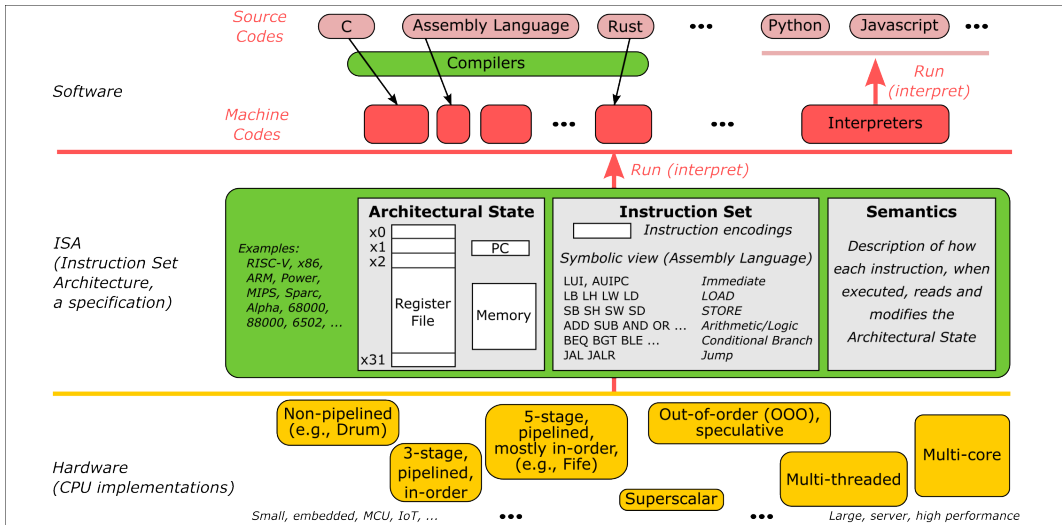 Source
Codes
C
Assembly Language
Rust
•••
Python
Javascript
•••
Compilers
Run
(interpret)
Software
Machine
Codes
•••
•••
Interpreters
Run (interpret)
ISA
(Instruction Set
Architecture,
a specification)
Examples:
RISC-V, x86,
ARM, Power,
MIPS, Sparc,
Alpha, 68000,
88000, 6502, ...
Architectural State
x0
x1
x2
x31
Register
File
PC
Memory
Instruction Set
Instruction encodings
Symbolic view (Assembly Language)
LUI, AUIPC Immediate
LB LH LW LD LOAD
SB SH SW SD STORE
ADD SUB AND OR ... Arithmetic/Logic
BEQ BGT BLE ... Conditional Branch
JAL JALR Jump
Semantics
Description of how
each instruction, when
executed, reads and
modifies the
Architectural State
Hardware
(CPU implementations)
Non-pipelined
(e.g., Drum)
3-stage,
pipelined,
in-order
5-stage,
pipelined,
mostly in-order,
(e.g., Fife)
Out-of-order (OOO),
speculative
Superscalar
Multi-threaded
Multi-core
Small, embedded, MCU, IoT, ...
•••
•••
Large, server, high performance